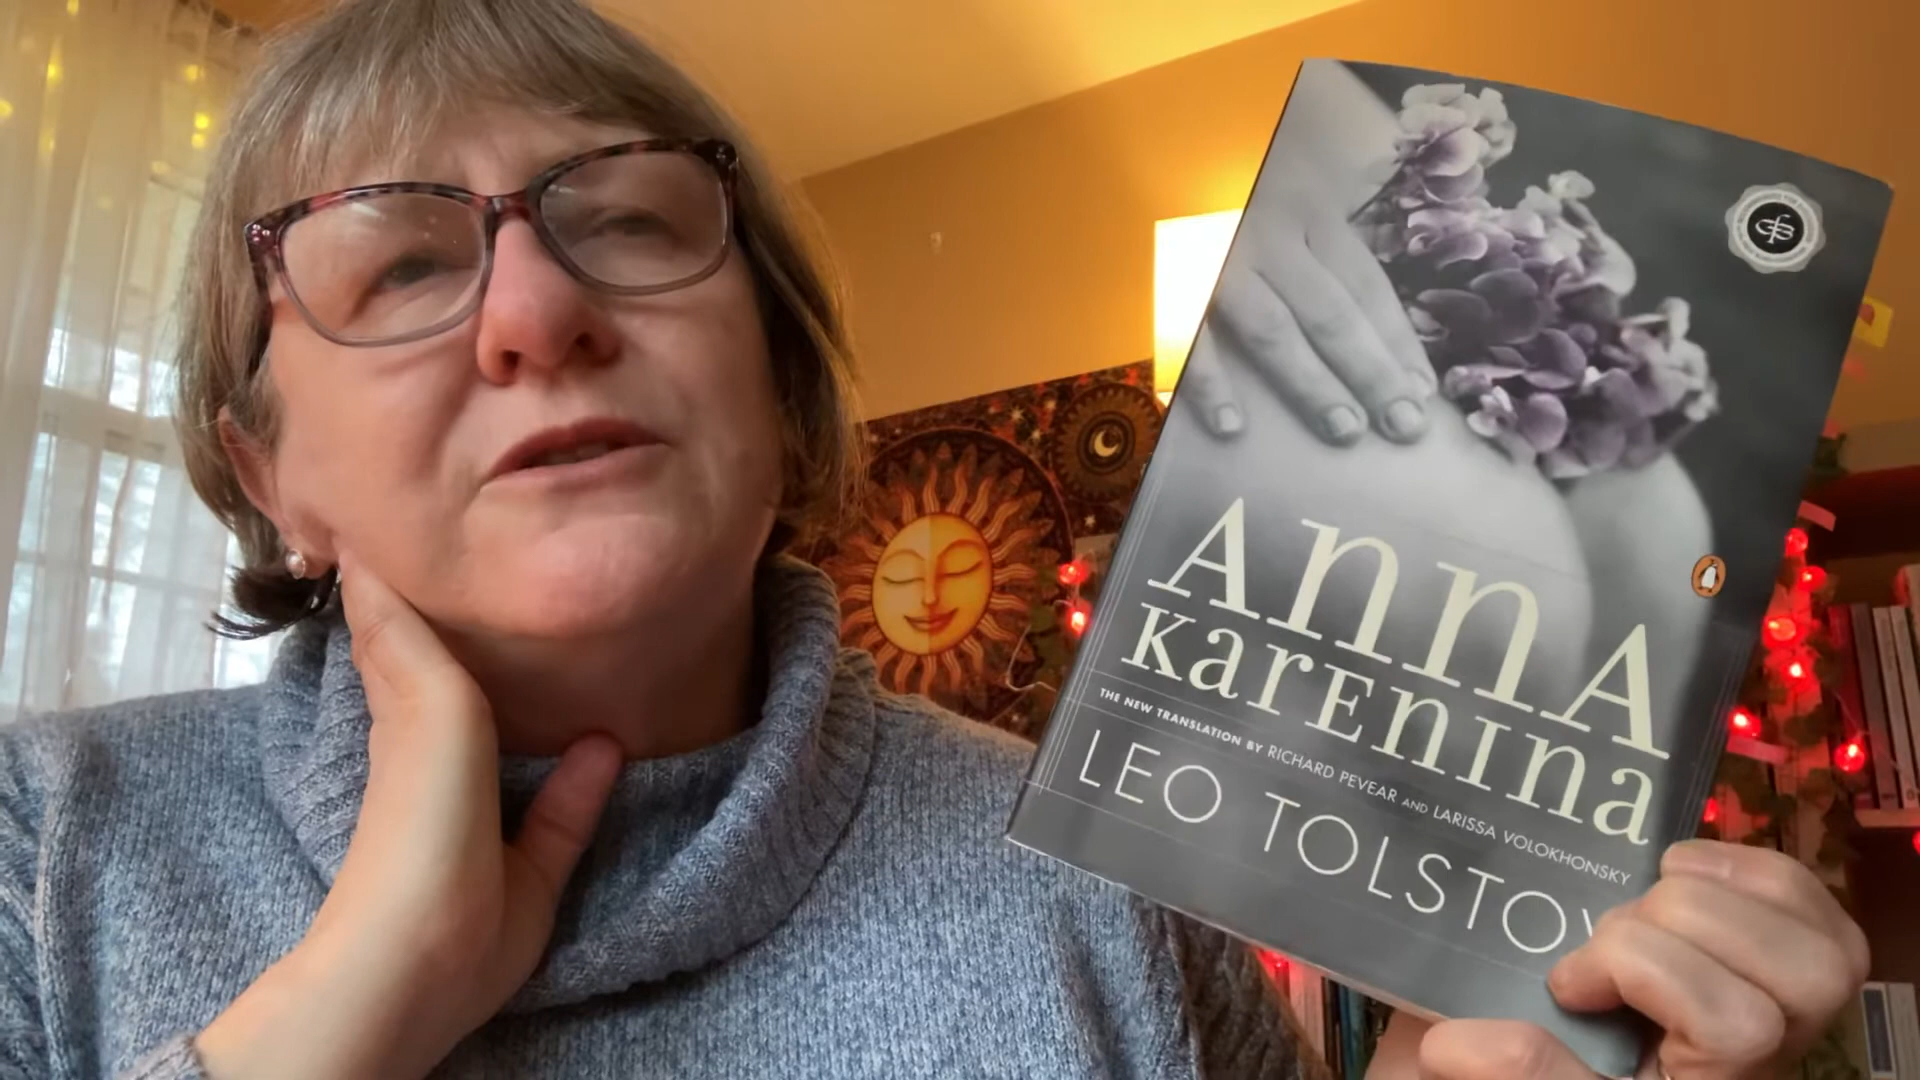 AnnA
KarEnIna
THE NEW TRANSLATION BY RICHARD PEVEAR AND LARISSA VOLOKHONSKY
LEO TOLSTOY